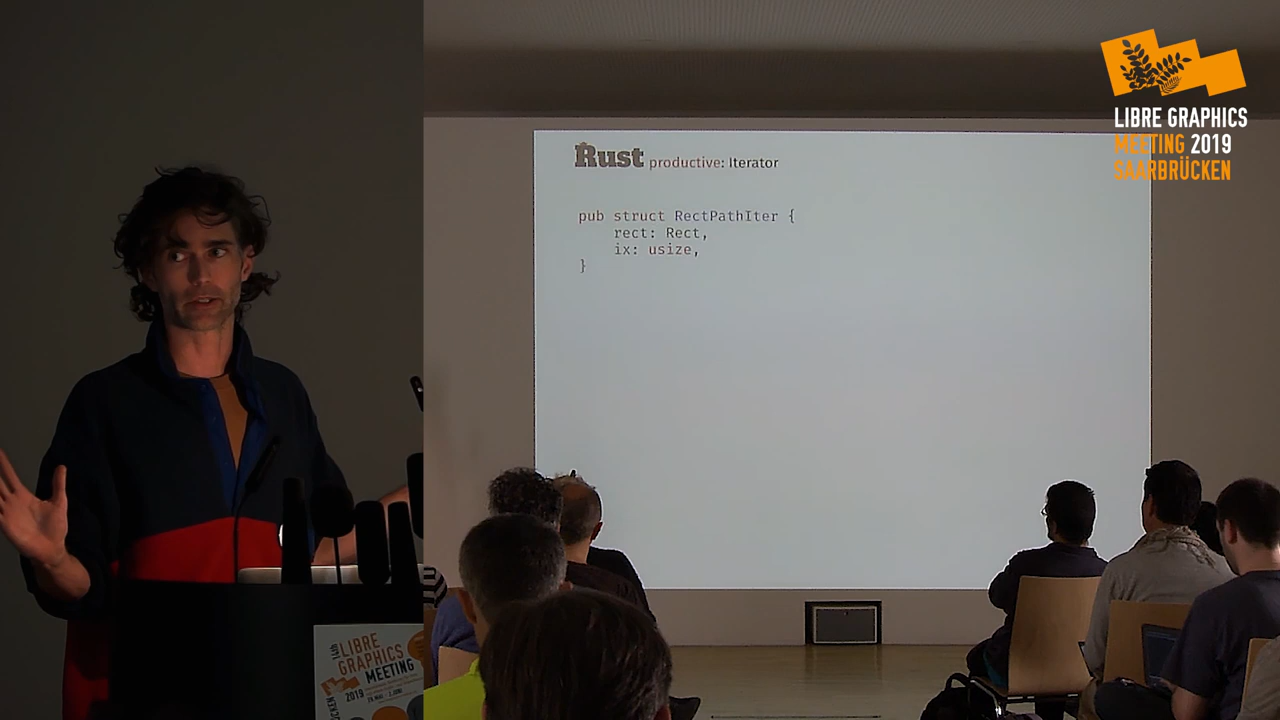 LIBRE GRAPHICS
MEETING 2019
SAARBRÜCKEN
Rust productive: Iterator
pub struct RectPathIter {
rect: Rect,
ix: usize,
}
LIBRE
GRAPHICS
MEETING
2019